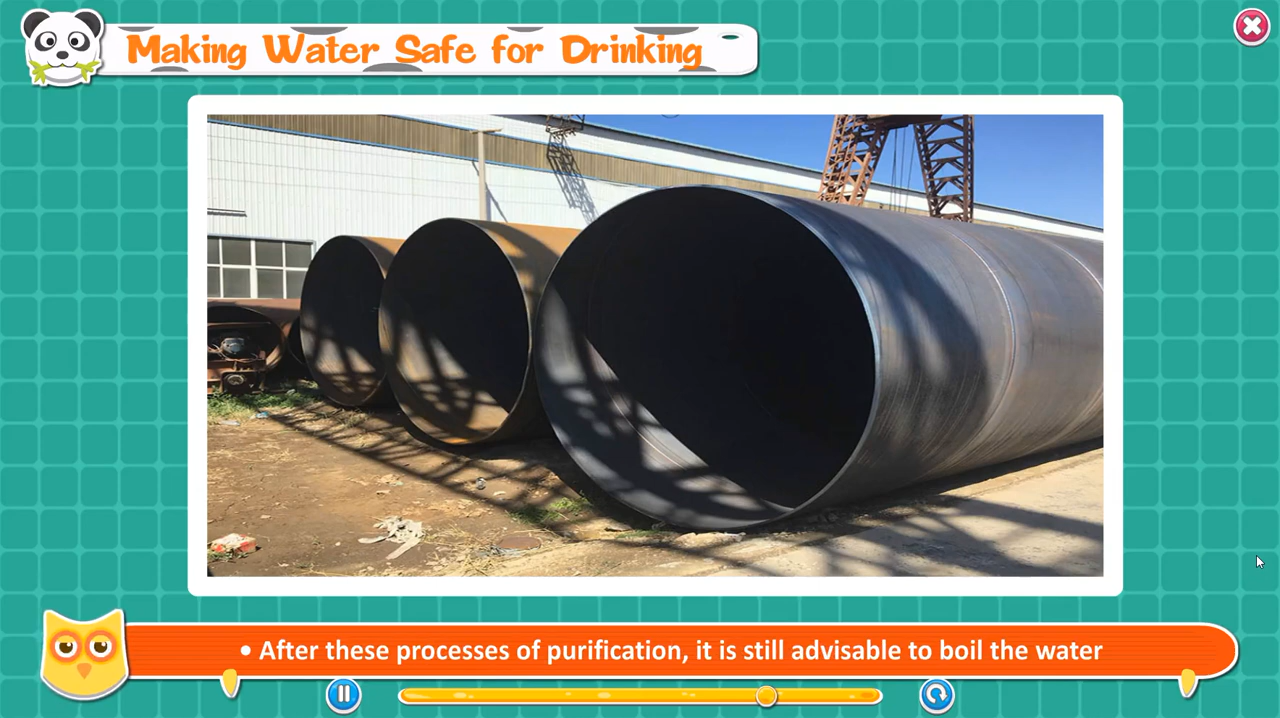 Making Water Safe for Drinking
• After these processes of purification, it is still advisable to boil the water